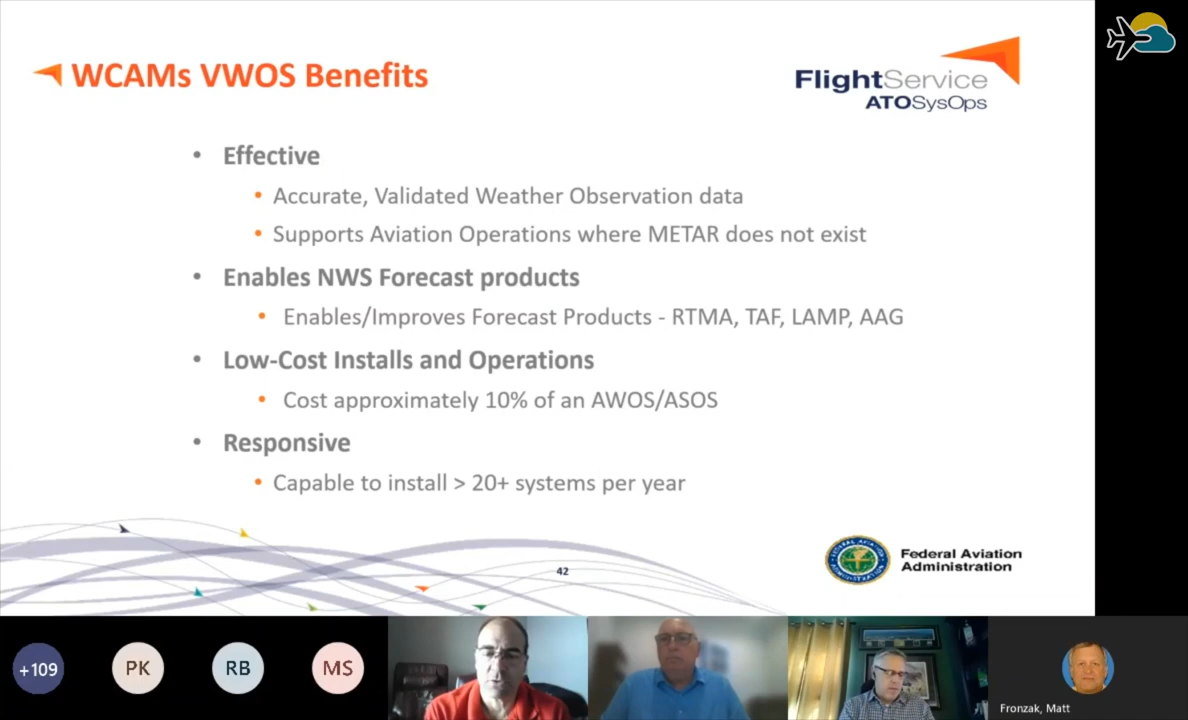 WCAMs VWOS Benefits
FlightService
ATOSysOps
• Effective
• Accurate, Validated Weather Observation data
• Supports Aviation Operations where METAR does not exist
• Enables NWS Forecast products
• Enables/Improves Forecast Products - RTMA, TAF, LAMP, AAG
• Low-Cost Installs and Operations
• Cost approximately 10% of an AWOS/ASOS
• Responsive
• Capable to install > 20+ systems per year
42
Federal Aviation
Administration
+109
PK
RB
MS
Fronzak, Matt